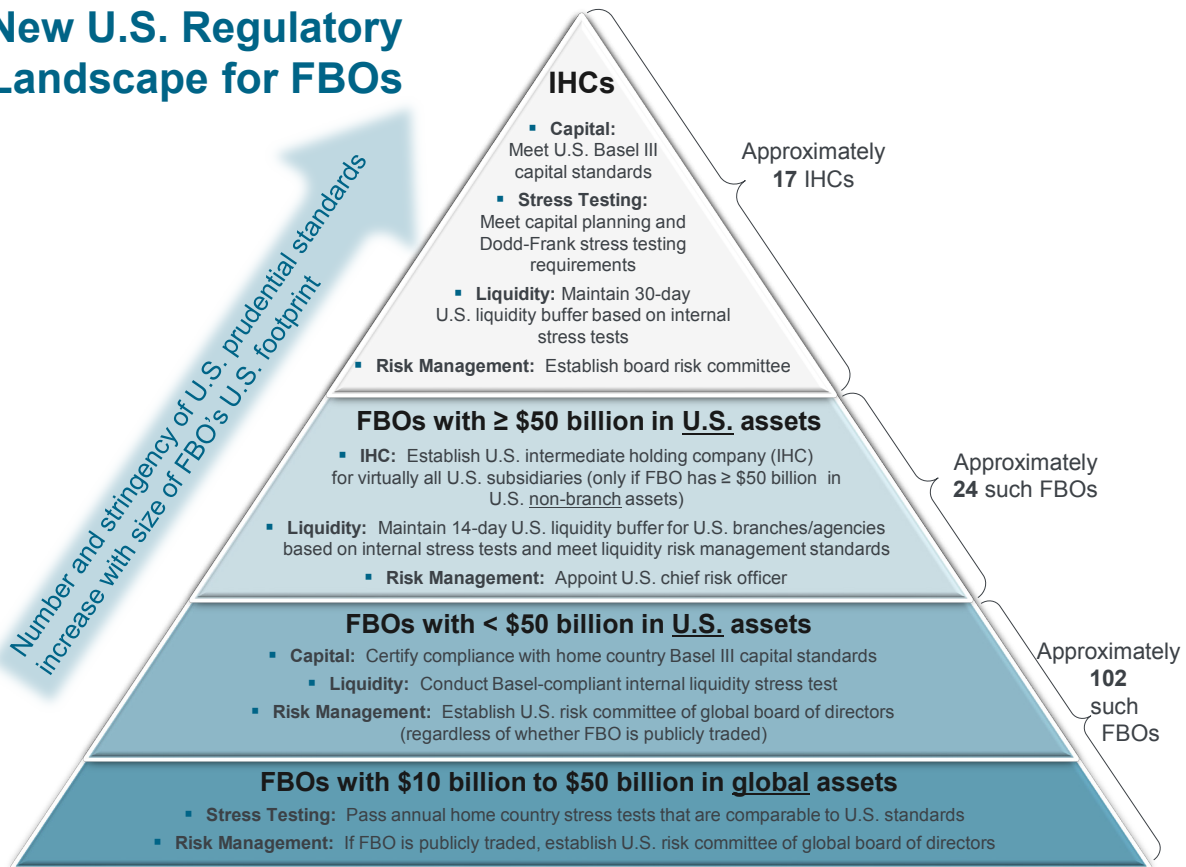 New U.S. Regulatory
Landscape for FBOs
Number and stringency of U.S. prudential standards
increase with size of FBO's U.S. footprint
IHCs
▪ Capital:
Meet U.S. Basel III
capital standards
▪ Stress Testing:
Meet capital planning and
Dodd-Frank stress testing
requirements
▪ Liquidity: Maintain 30-day
U.S. liquidity buffer based on internal
stress tests
▪ Risk Management: Establish board risk committee
Approximately
17 IHCs
FBOs with ≥ $50 billion in U.S. assets
▪ IHC: Establish U.S. intermediate holding company (IHC)
for virtually all U.S. subsidiaries (only if FBO has ≥ $50 billion in
U.S. non-branch assets)
▪ Liquidity: Maintain 14-day U.S. liquidity buffer for U.S. branches/agencies
based on internal stress tests and meet liquidity risk management standards
▪ Risk Management: Appoint U.S. chief risk officer
Approximately
24 such FBOs
FBOs with < $50 billion in U.S. assets
▪ Capital: Certify compliance with home country Basel III capital standards
▪ Liquidity: Conduct Basel-compliant internal liquidity stress test
▪ Risk Management: Establish U.S. risk committee of global board of directors
(regardless of whether FBO is publicly traded)
Approximately
102
such
FBOs
FBOs with $10 billion to $50 billion in global assets
▪ Stress Testing: Pass annual home country stress tests that are comparable to U.S. standards
▪ Risk Management: If FBO is publicly traded, establish U.S. risk committee of global board of directors